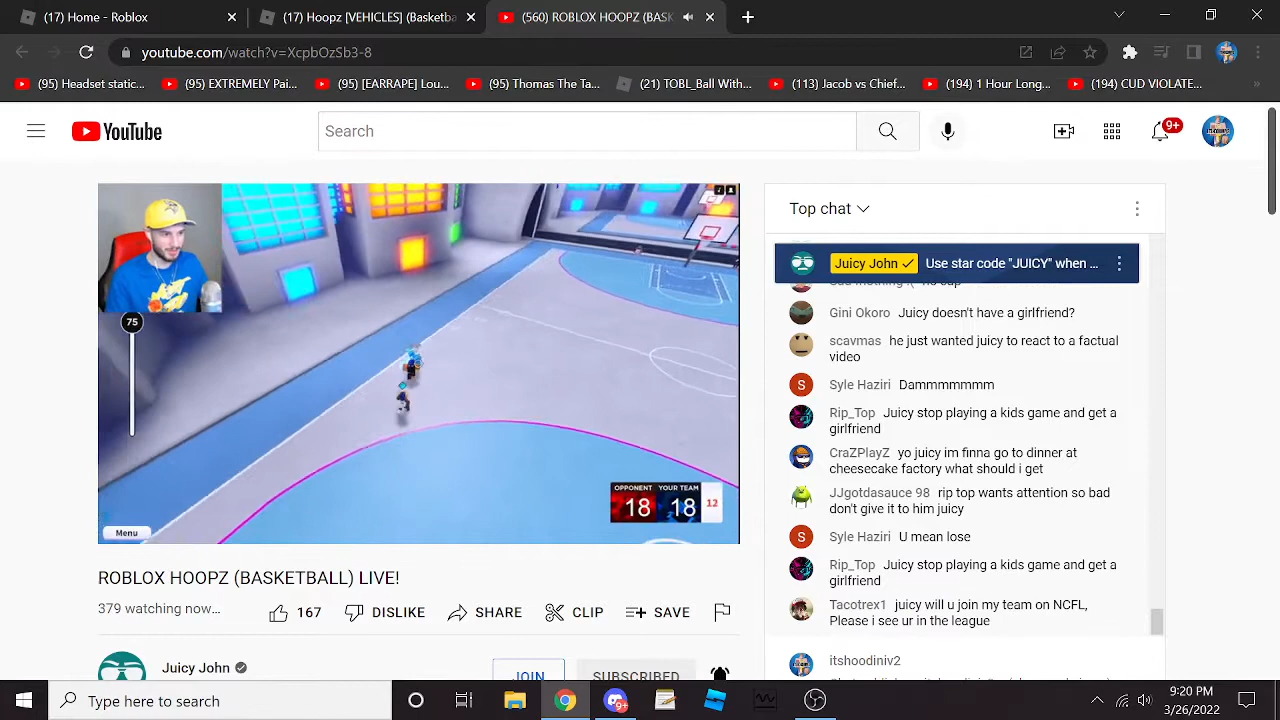 (17) Home - Roblox
(17) Hoopz [VEHICLES] (Basketba
(560) ROBLOX HOOPZ (BASK
youtube.com/watch?v=XcpbOzSb3-8
(95) Headset static...
(95) EXTREMELY Pai...
(95) [EARRAPE] Lou...
(95) Thomas The Ta...
(21) TOBL_Ball With...
(113) Jacob vs Chief...
(194) 1 Hour Long...
(194) CUD VIOLATE...
YouTube
Search
9+
Top chat
Juicy John
Use star code "JUICY" when ...
Gini Okoro Juicy doesn't have a girlfriend?
scavmas he just wanted juicy to react to a factual
video
Syle Haziri Dammmmmmm
Rip_Top Juicy stop playing a kids game and get a
girlfriend
CraZPlayZ yo juicy im finna go to dinner at
cheesecake factory what should i get
JJgotdasauce 98 rip top wants attention so bad
don't give it to him juicy
Syle Haziri U mean lose
Rip_Top Juicy stop playing a kids game and get a
girlfriend
Tacotrex1 juicy will u join my team on NCFL,
Please i see ur in the league
itshoodiniv2
75
OPPONENT YOUR TEAM
18 18 12
Menu
ROBLOX HOOPZ (BASKETBALL) LIVE!
379 watching now...
167
DISLIKE
SHARE
CLIP
SAVE
Juicy John
JOIN
SUBSCRIBED
Type here to search
9:20 PM
3/26/2022